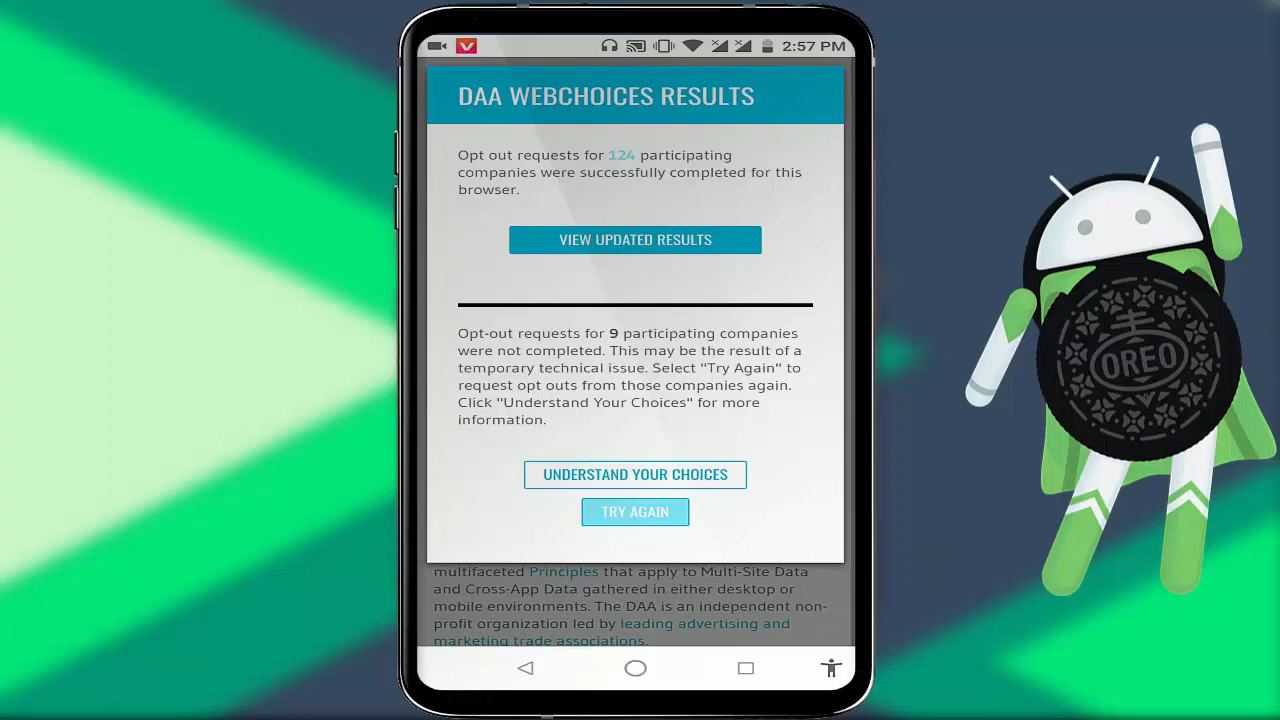 2:57 PM
DAA WEBCHOICES RESULTS
Opt out requests for 124 participating
companies were successfully completed for this
browser.
VIEW UPDATED RESULTS
Opt-out requests for 9 participating companies
were not completed. This may be the result of a
temporary technical issue. Select "Try Again" to
request opt outs from those companies again.
Click "Understand Your Choices" for more
information.
UNDERSTAND YOUR CHOICES
TRY AGAIN
multifaceted Principles that apply to Multi-Site Data
and Cross-App Data gathered in either desktop or
mobile environments. The DAA is an independent non-
profit organization led by leading advertising and
marketing trade associations.
OREO